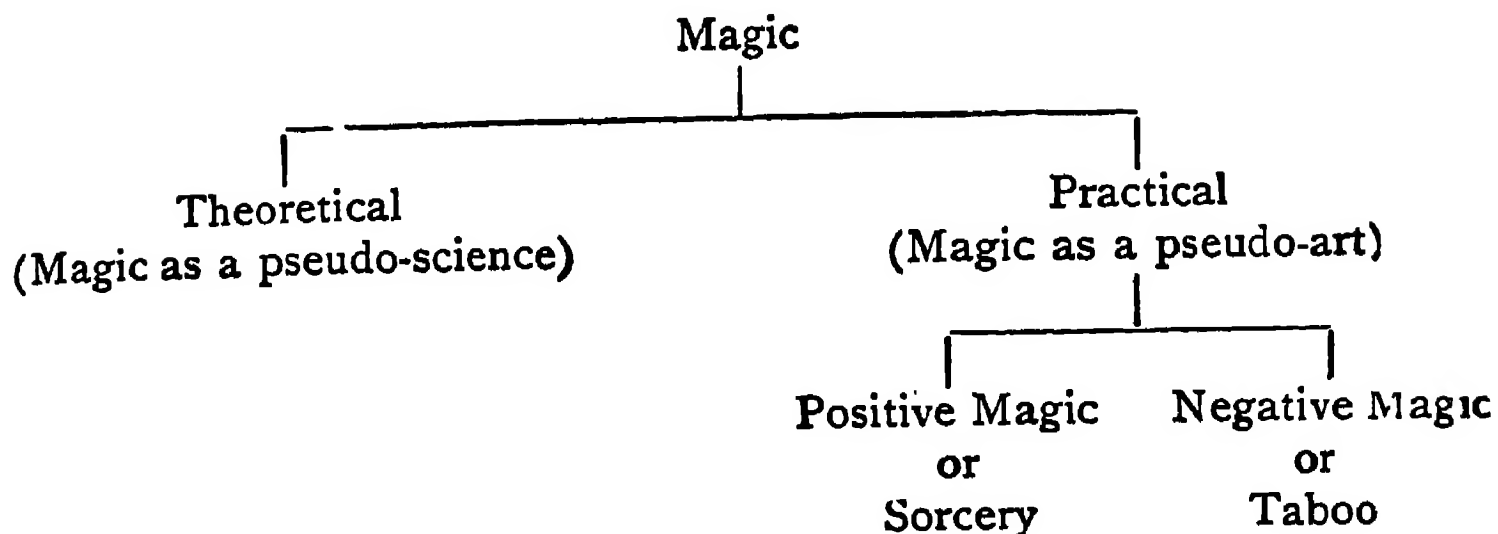 Magic
Theoretical
(Magic as a pseudo-science)
Practical
(Magic as a pseudo-art)
Positive Magic
or
Sorcery
Negative Magic
or
Taboo